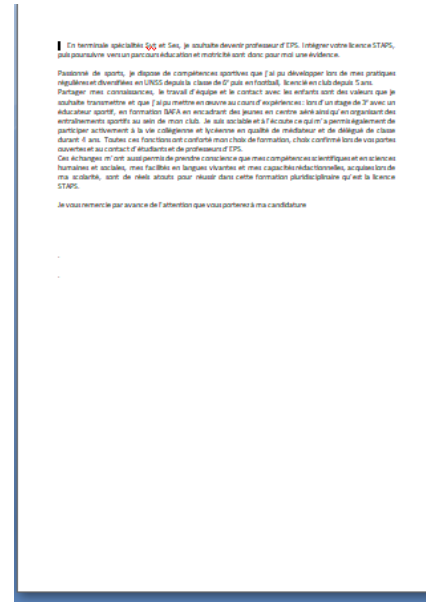 En terminale spécialités Svt et Ses, je souhaite devenir professeur d'EPS. Intégrer votre licence STAPS,
puis poursuivre vers un parcours éducation et motricité sont donc pour moi une évidence.
Passionné de sports, je dispose de compétences sportives que j'ai pu développer lors de mes pratiques
régulières et diversifiées en UNSS depuis la classe de 6° puis en football, licencié en club depuis 5 ans.
Partager mes connaissances, le travail d'équipe et le contact avec les enfants sont des valeurs que je
souhaite transmettre et que j'ai pu mettre en œuvre au cours d'expériences : lors d'un stage de 3° avec un
éducateur sportif, en formation BAFA en encadrant des jeunes en centre aéré ainsi qu'en organisant des
entraînements sportifs au sein de mon club. Je suis sociable et à l'écoute ce qui m'a permis également de
participer activement à la vie collégienne et lycéenne en qualité de médiateur et de délégué de classe
durant 4 ans. Toutes ces fonctions ont conforté mon choix de formation, choix confirmé lors de vos portes
ouvertes et au contact d'étudiants et de professeurs d'EPS.
Ces échanges m'ont aussi permis de prendre conscience que mes compétences scientifiques et en sciences
humaines et sociales, mes facilités en langues vivantes et mes capacités rédactionnelles, acquises lors de
ma scolarité, sont de réels atouts pour réussir dans cette formation pluridisciplinaire qu'est la licence
STAPS.
Je vous remercie par avance de l'attention que vous porterez à ma candidature
.
.